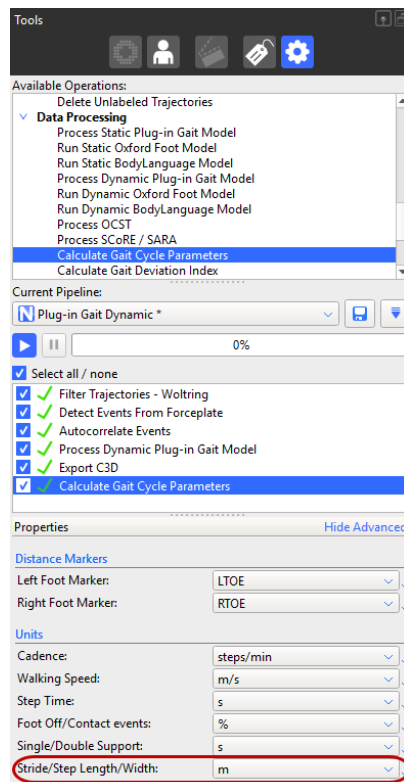 Tools
Available Operations:
Delete Unlabeled Trajectories
Data Processing
Process Static Plug-in Gait Model
Run Static Oxford Foot Model
Run Static BodyLanguage Model
Process Dynamic Plug-in Gait Model
Run Dynamic Oxford Foot Model
Run Dynamic BodyLanguage Model
Process OCST
Process SCoRE / SARA
Calculate Gait Cycle Parameters
Calculate Gait Deviation Index
Current Pipeline:
Plug-in Gait Dynamic *
0%
Select all / none
Filter Trajectories - Woltring
Detect Events From Forceplate
Autocorrelate Events
Process Dynamic Plug-in Gait Model
Export C3D
Calculate Gait Cycle Parameters
Properties Hide Advanced
Distance Markers
Left Foot Marker: LTOE
Right Foot Marker: RTOE
Units
Cadence: steps/min
Walking Speed: m/s
Step Time: s
Foot Off/Contact events: %
Single/Double Support: s
Stride/Step Length/Width: m